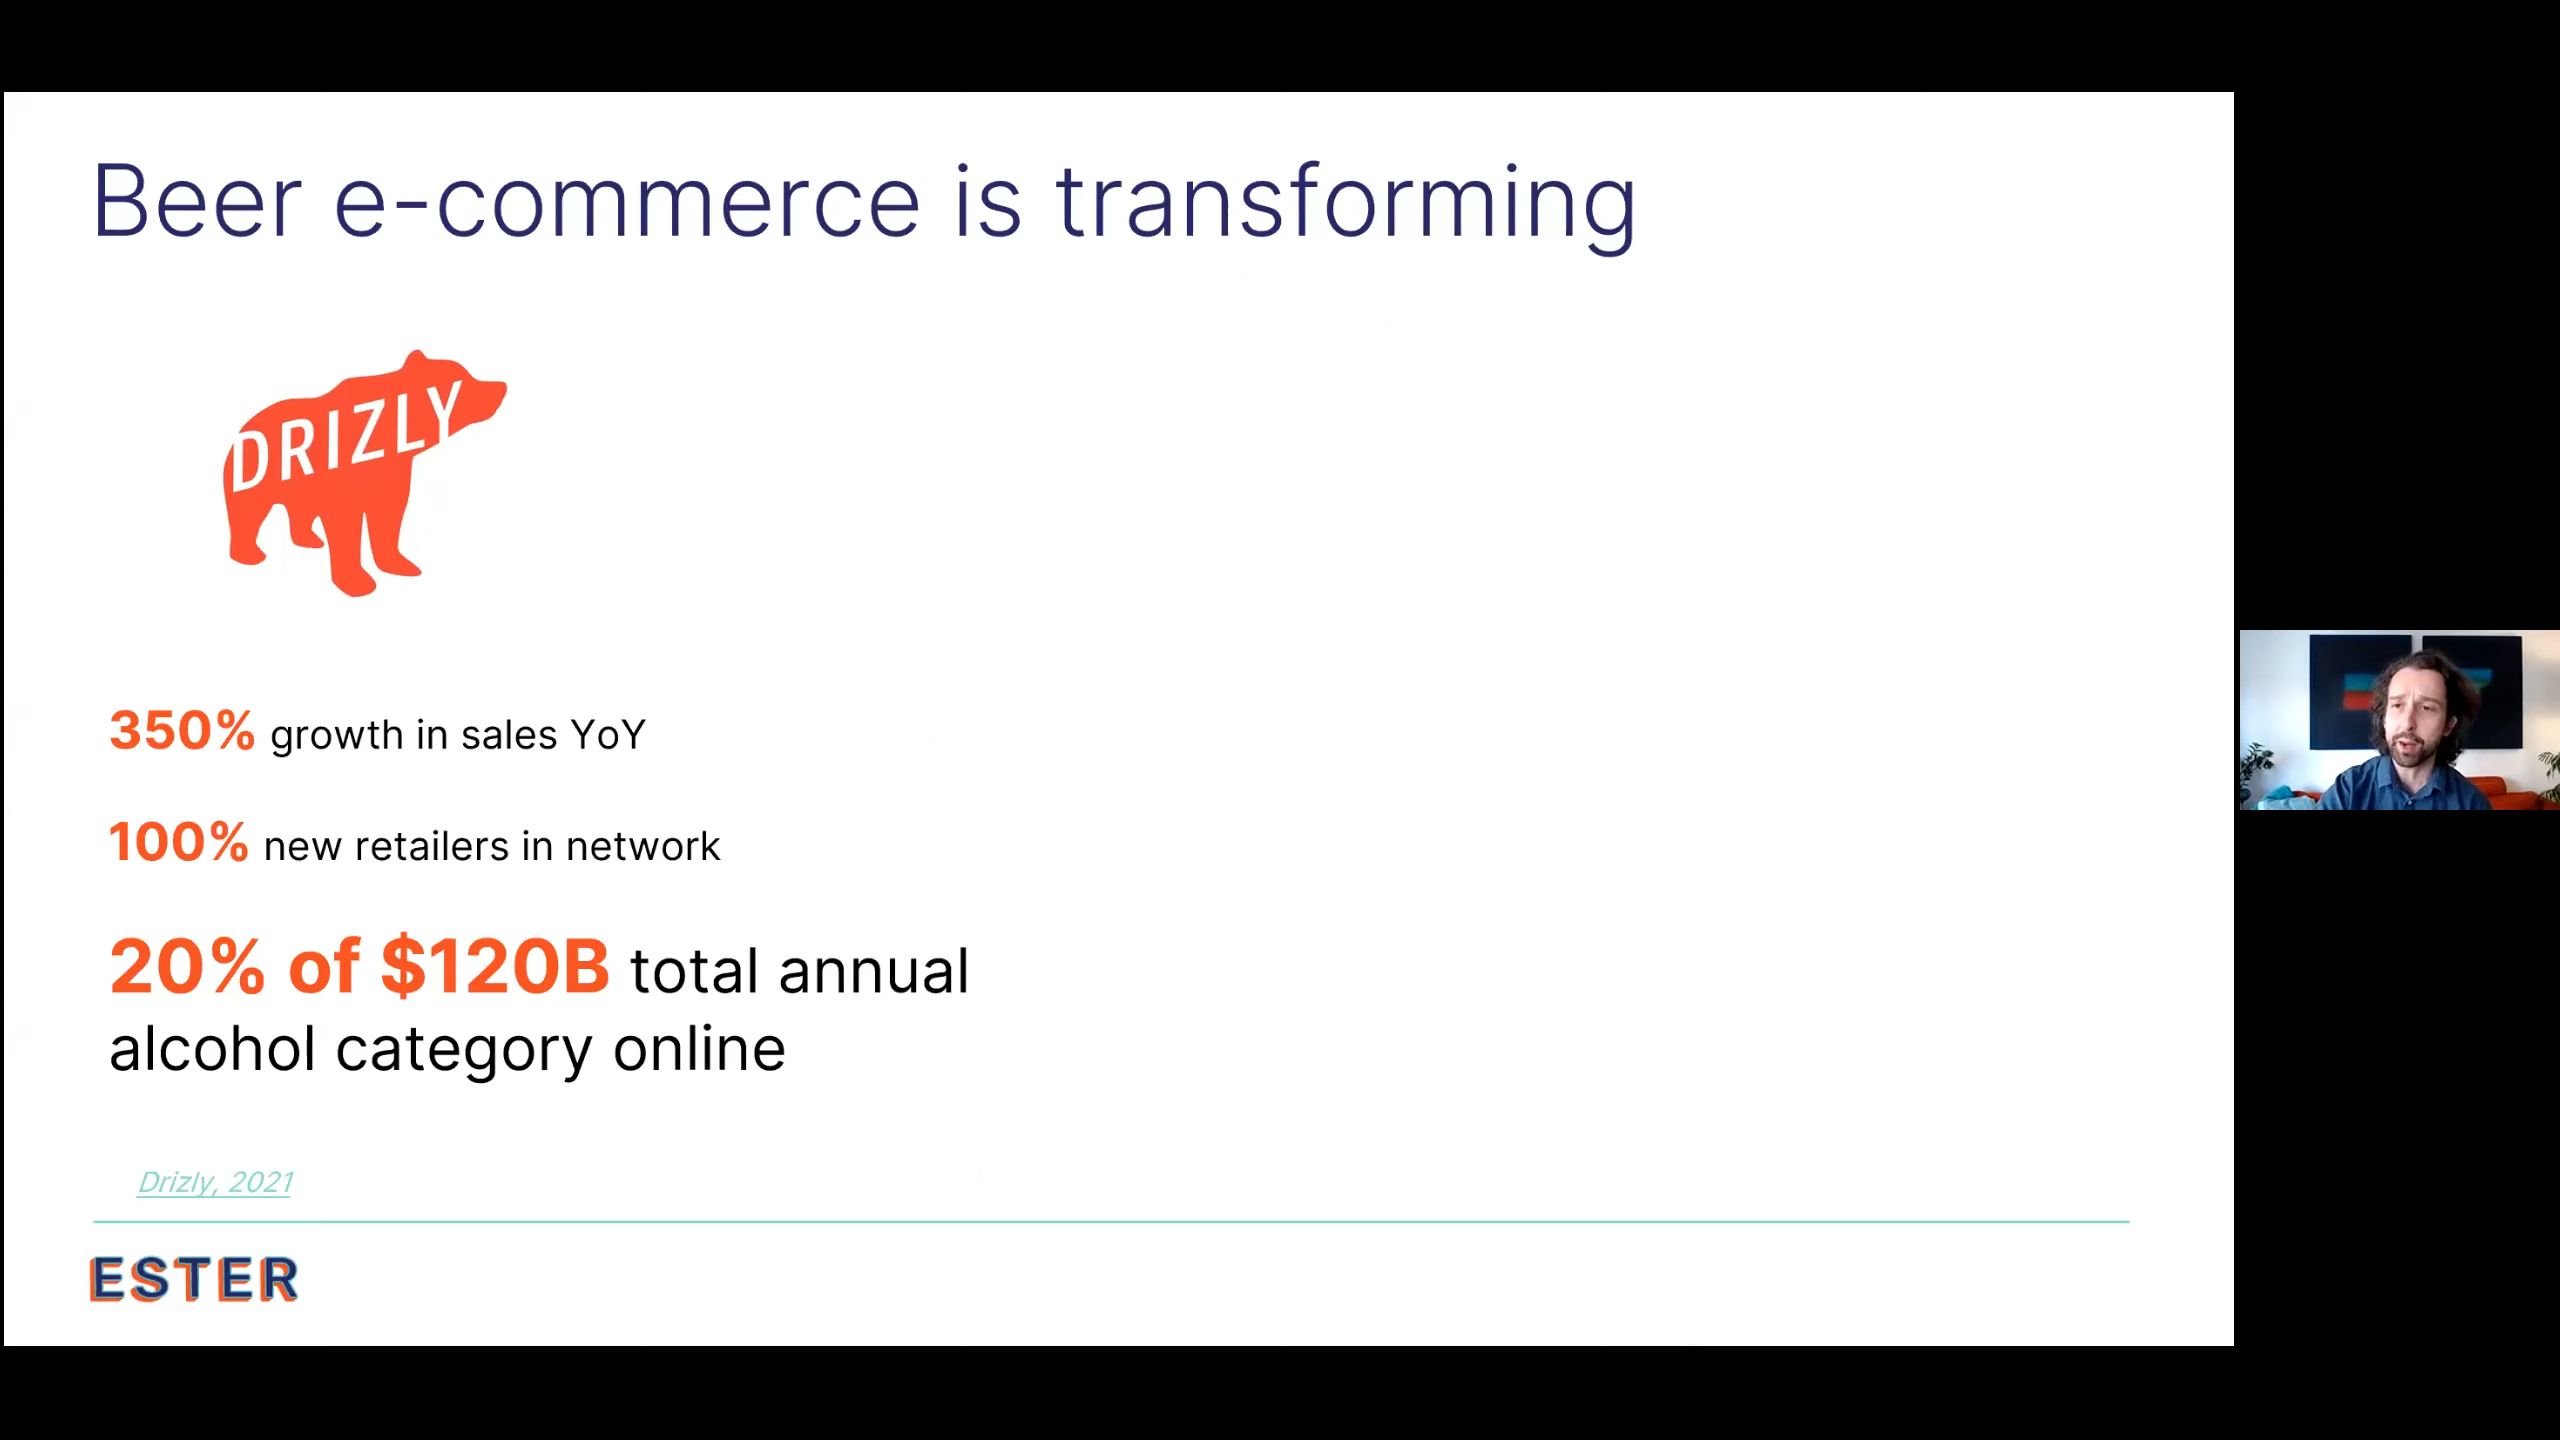 Beer e-commerce is transforming
DRIZLY
350% growth in sales YoY
100% new retailers in network
20% of $120B total annual
alcohol category online
Drizly, 2021
ESTER